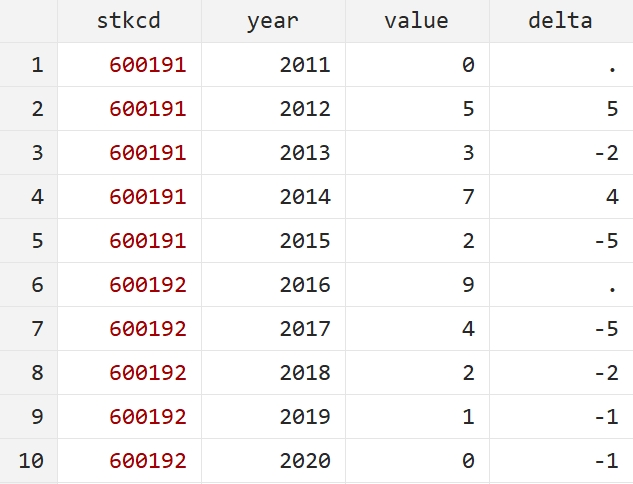 stkcd year value delta
1 600191 2011 0 .
2 600191 2012 5 5
3 600191 2013 3 -2
4 600191 2014 7 4
5 600191 2015 2 -5
6 600192 2016 9 .
7 600192 2017 4 -5
8 600192 2018 2 -2
9 600192 2019 1 -1
10 600192 2020 0 -1